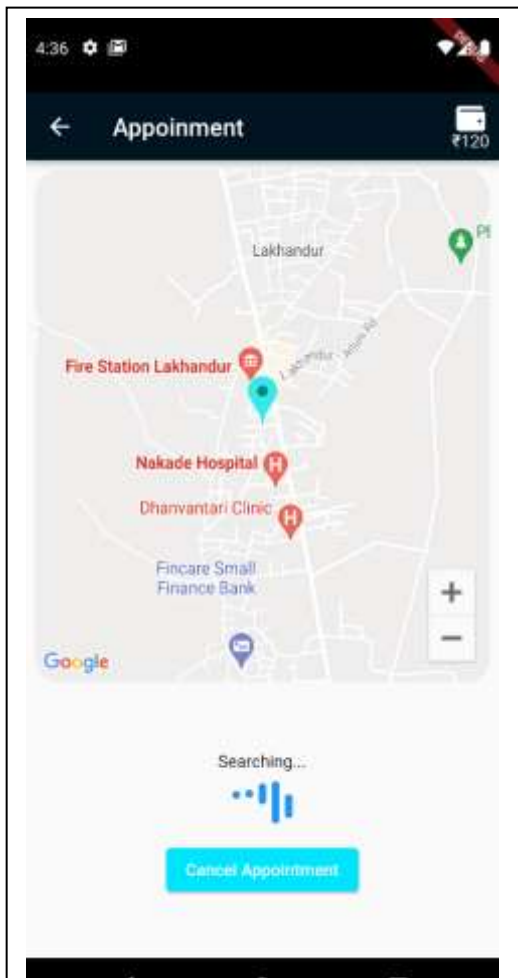 4:36
Appoinment
₹120
Lakhandur
Fire Station Lakhandur
Nakade Hospital
Dhanvantari Clinic
Fincare Small
Finance Bank
Google
Searching...
Cancel Appointment